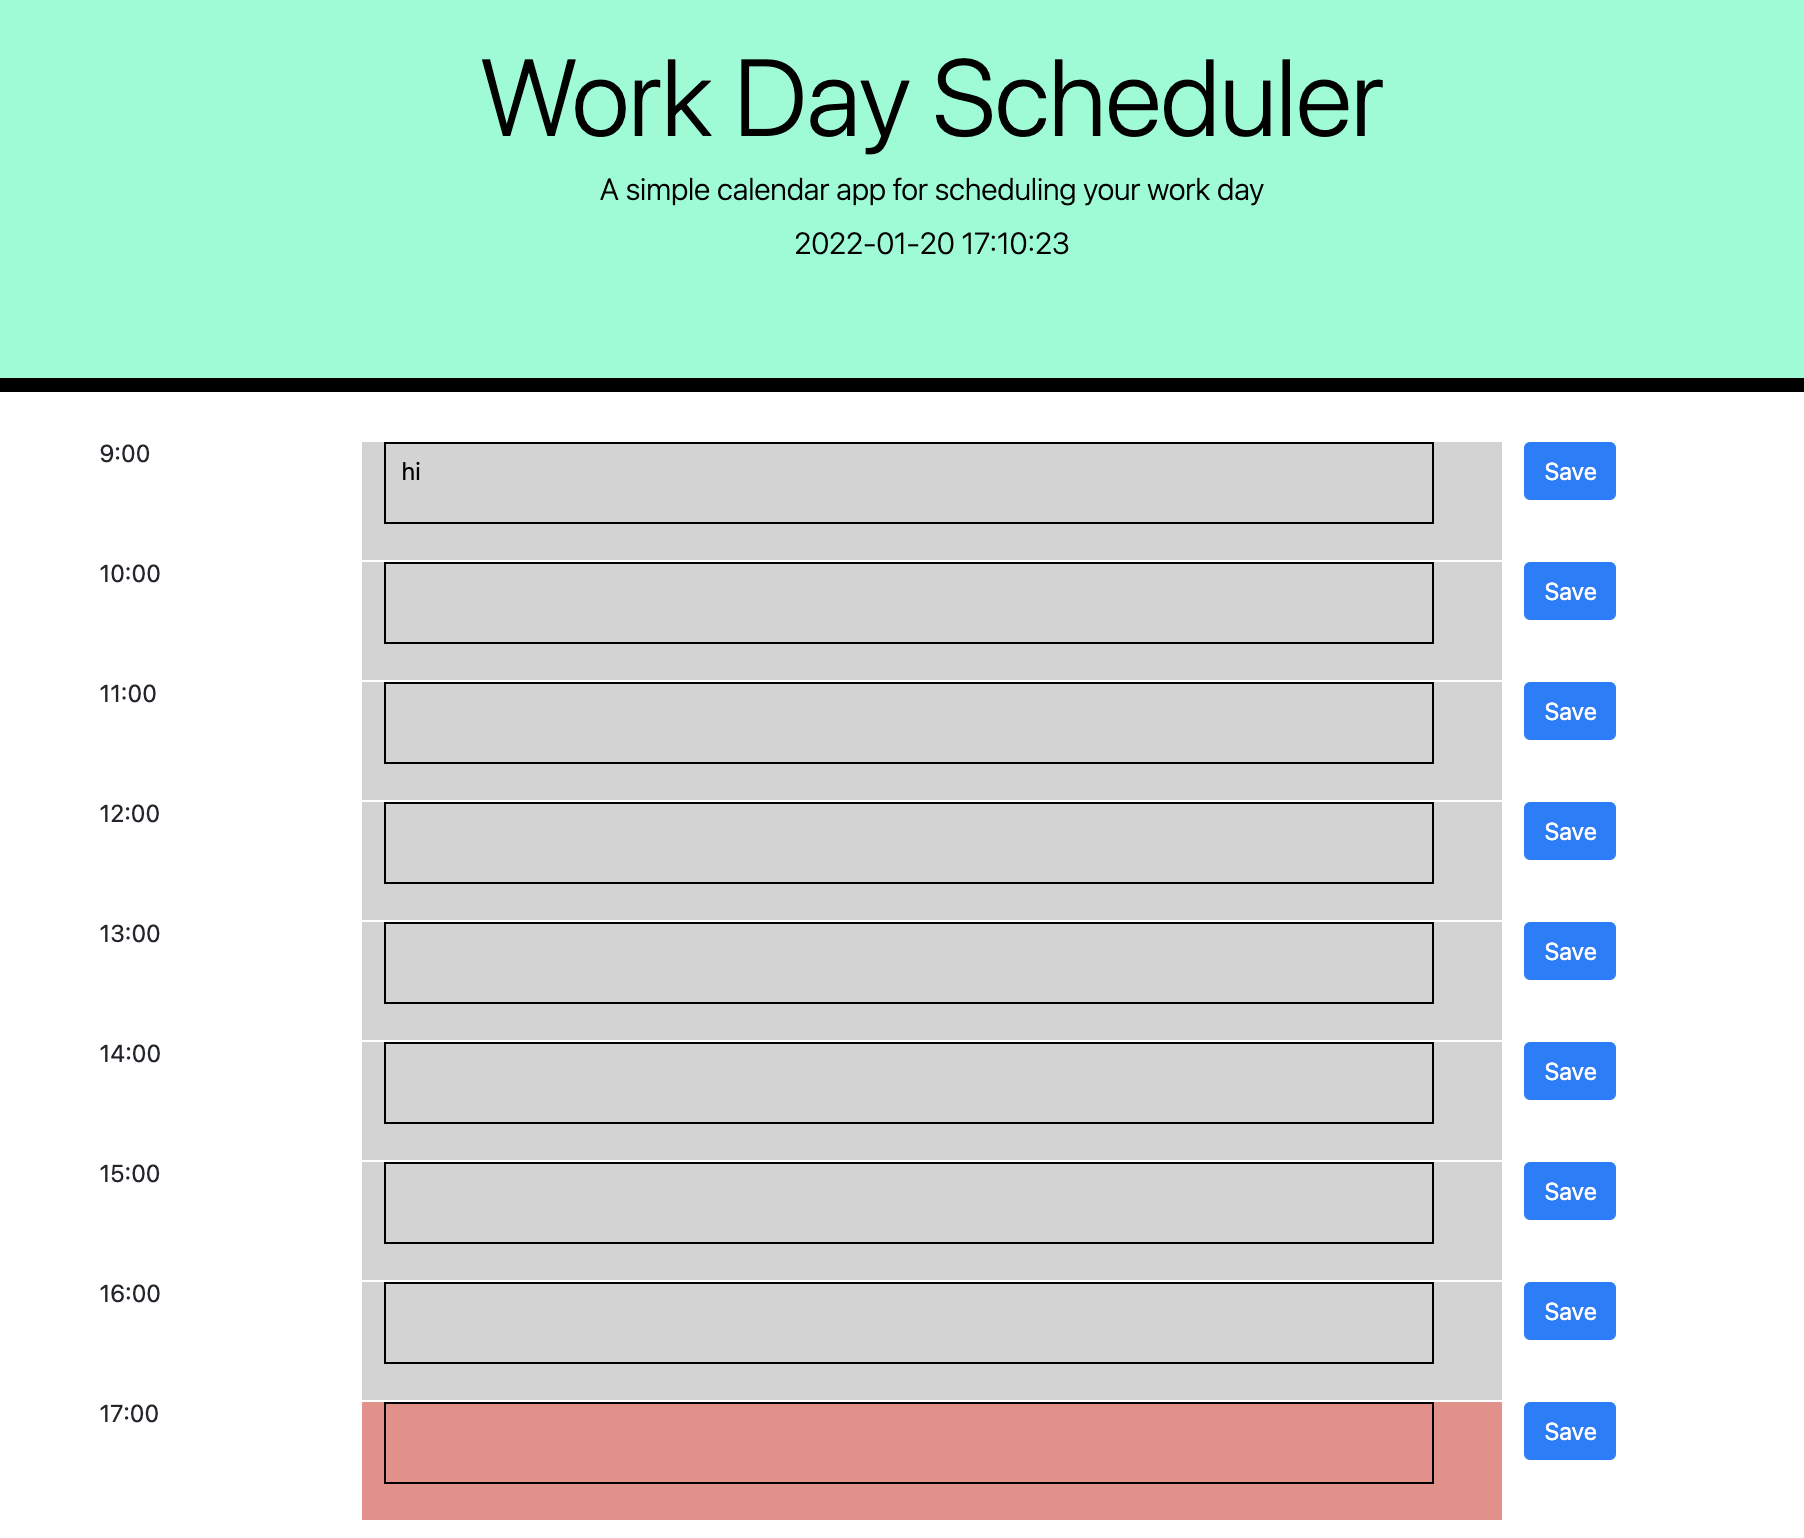 Work Day Scheduler
A simple calendar app for scheduling your work day
2022-01-20 17:10:23
9:00 hi Save
10:00 Save
11:00 Save
12:00 Save
13:00 Save
14:00 Save
15:00 Save
16:00 Save
17:00 Save